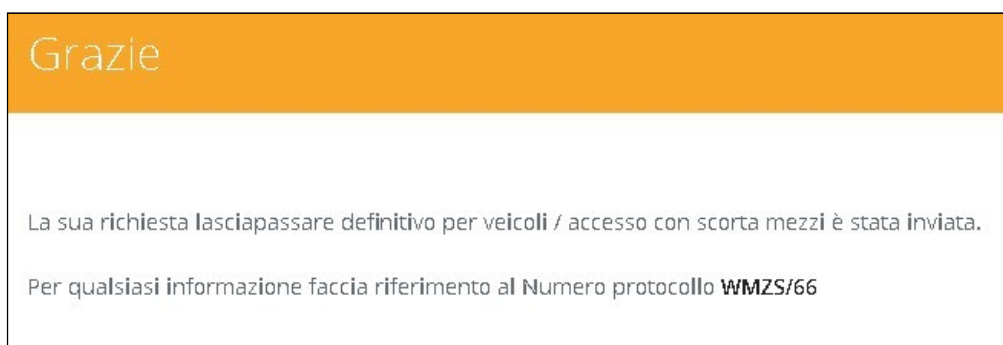 Grazie
La sua richiesta lasciapassare definitivo per veicoli / accesso con scorta mezzi è stata inviata.
Per qualsiasi informazione faccia riferimento al Numero protocollo WMZS/66